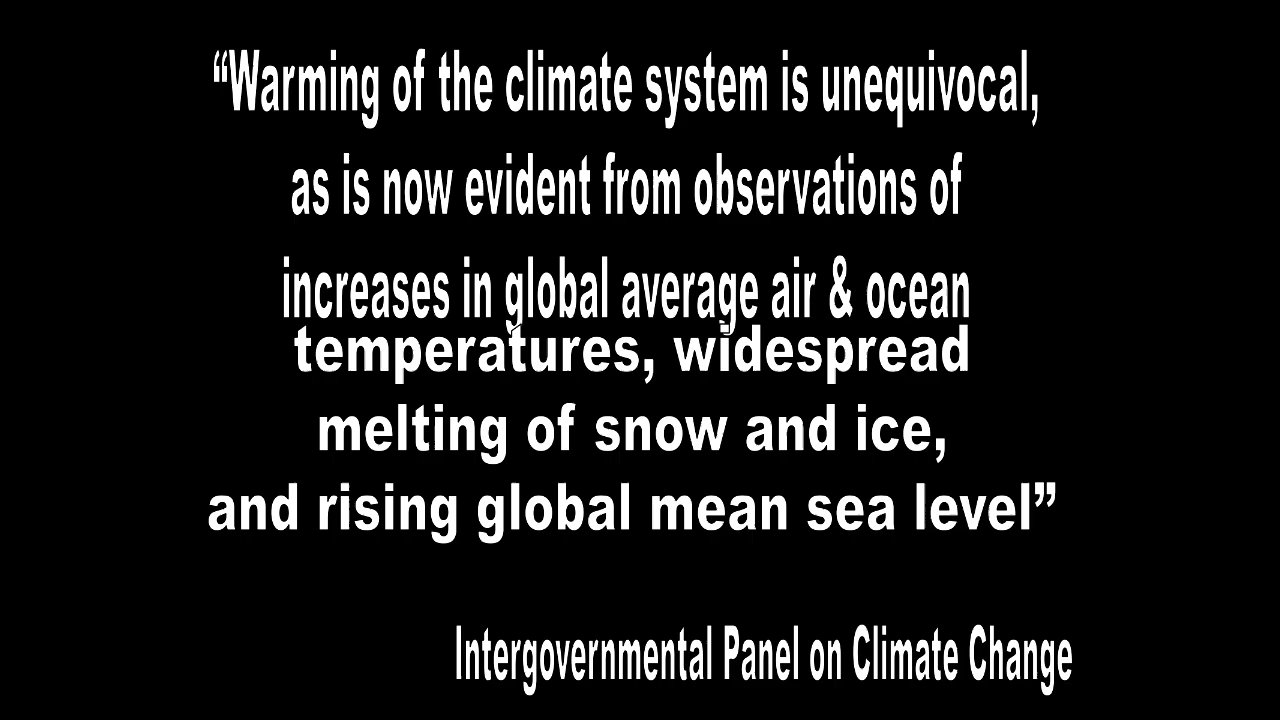 “Warming of the climate system is unequivocal,
as is now evident from observations of
increases in global average air & ocean
temperatures, widespread
melting of snow and ice,
and rising global mean sea level”
Intergovernmental Panel on Climate Change